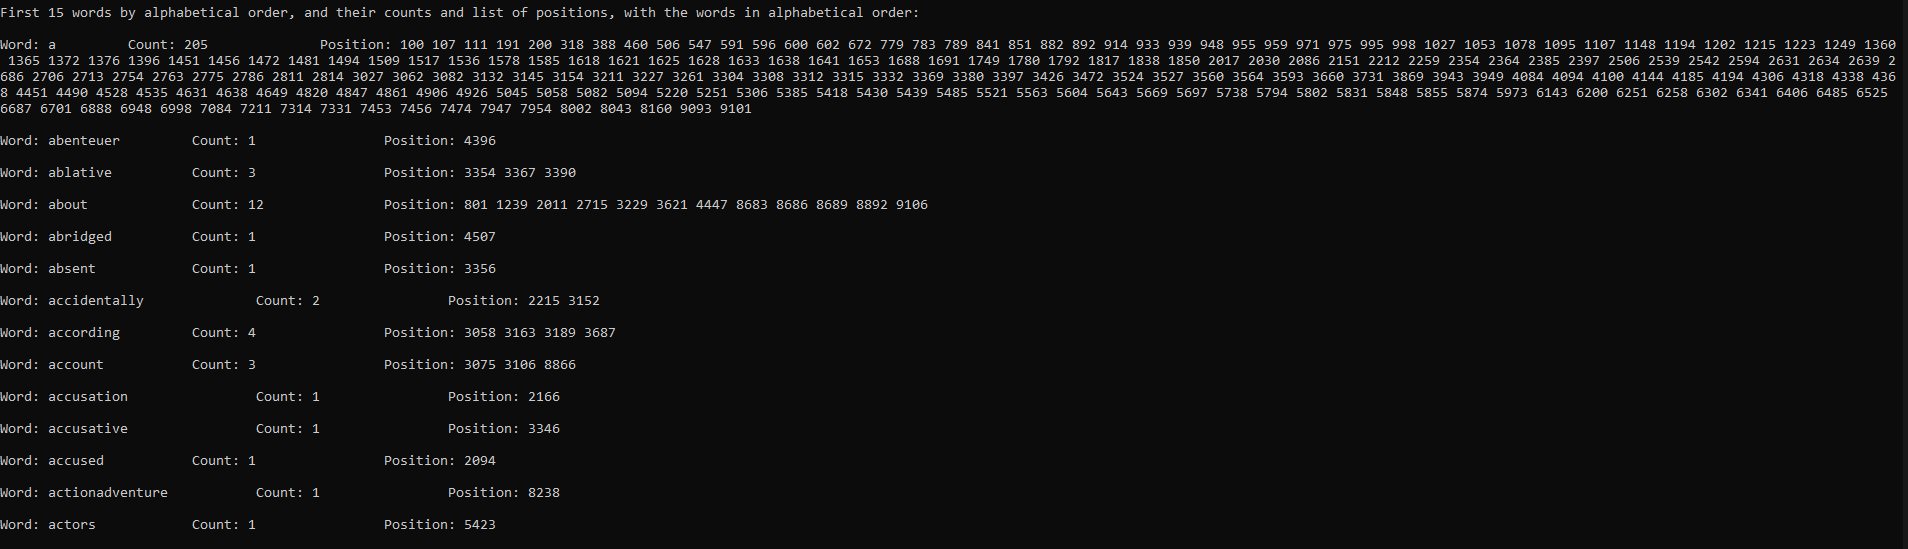 First 15 words by alphabetical order, and their counts and list of positions, with the words in alphabetical order:
Word: a Count: 205 Position: 100 107 111 191 200 318 388 460 506 547 591 596 600 602 672 779 783 789 841 851 882 892 914 933 939 948 955 959 971 975 995 998 1027 1053 1078 1095 1107 1148 1194 1202 1215 1223 1249 1360
1365 1372 1376 1396 1451 1456 1472 1481 1494 1509 1517 1536 1578 1585 1618 1621 1625 1628 1633 1638 1641 1653 1688 1691 1749 1780 1792 1817 1838 1850 2017 2030 2086 2151 2212 2259 2354 2364 2385 2397 2506 2539 2542 2594 2631 2634 2639 2
686 2706 2713 2754 2763 2775 2786 2811 2814 3027 3062 3082 3132 3145 3154 3211 3227 3261 3304 3308 3312 3315 3332 3369 3380 3397 3426 3472 3524 3527 3560 3564 3593 3660 3731 3869 3943 3949 4084 4094 4100 4144 4185 4194 4306 4318 4338 436
8 4451 4490 4528 4535 4631 4638 4649 4820 4847 4861 4906 4926 5045 5058 5082 5094 5220 5251 5306 5385 5418 5430 5439 5485 5521 5563 5604 5643 5669 5697 5738 5794 5802 5831 5848 5855 5874 5973 6143 6200 6251 6258 6302 6341 6406 6485 6525
6687 6701 6888 6948 6998 7084 7211 7314 7331 7453 7456 7474 7947 7954 8002 8043 8160 9093 9101
Word: abenteuer Count: 1 Position: 4396
Word: ablative Count: 3 Position: 3354 3367 3390
Word: about Count: 12 Position: 801 1239 2011 2715 3229 3621 4447 8683 8686 8689 8892 9106
Word: abridged Count: 1 Position: 4507
Word: absent Count: 1 Position: 3356
Word: accidentally Count: 2 Position: 2215 3152
Word: according Count: 4 Position: 3058 3163 3189 3687
Word: account Count: 3 Position: 3075 3106 8866
Word: accusation Count: 1 Position: 2166
Word: accusative Count: 1 Position: 3346
Word: accused Count: 1 Position: 2094
Word: actionadventure Count: 1 Position: 8238
Word: actors Count: 1 Position: 5423